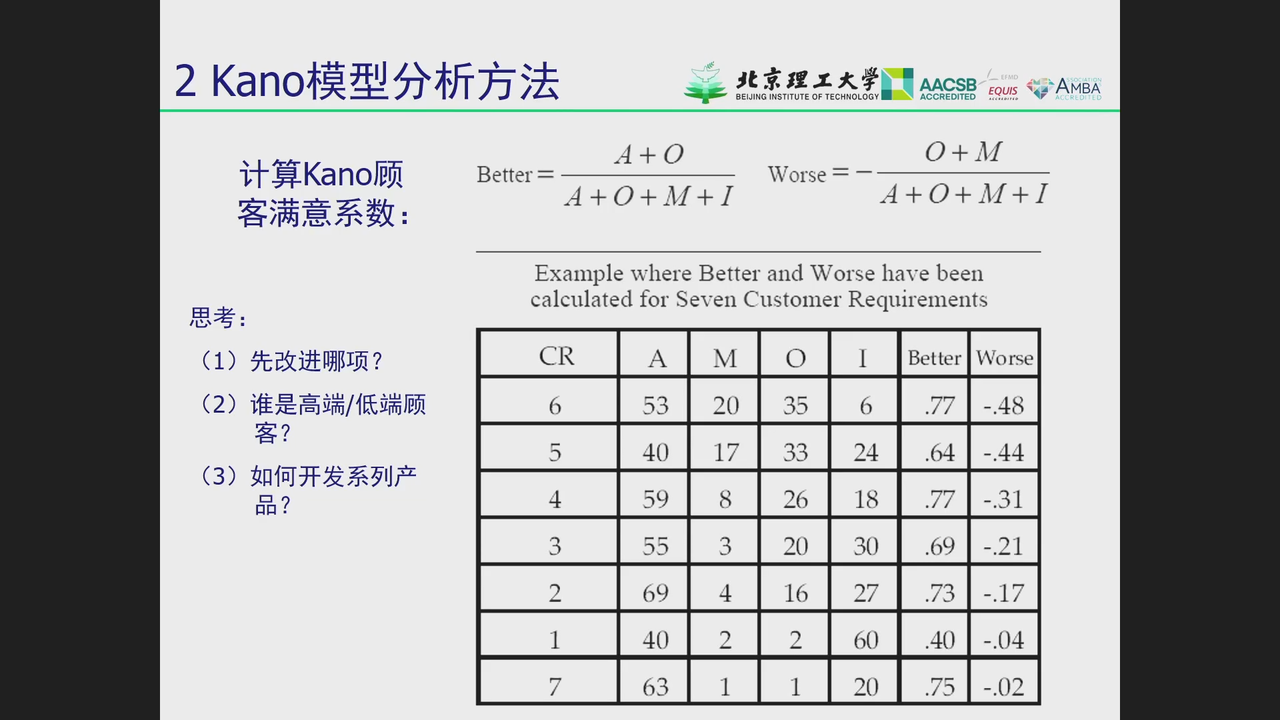 2 Kano模型分析方法
北京理工大學
BEIJING INSTITUTE OF TECHNOLOGY
AACSB
ACCREDITED
EFMD
EQUIS
ACCREDITED
ASSOCIATION
AMBA
ACCREDITED
计算Kano顾
客满意系数：
Better = A + O / A + O + M + I
Worse = - O + M / A + O + M + I
Example where Better and Worse have been
calculated for Seven Customer Requirements
思考：
（1）先改进哪项？
（2）谁是高端/低端顾
客？
（3）如何开发系列产
品？
CR A M O I Better Worse
6 53 20 35 6 .77 -.48
5 40 17 33 24 .64 -.44
4 59 8 26 18 .77 -.31
3 55 3 20 30 .69 -.21
2 69 4 16 27 .73 -.17
1 40 2 2 60 .40 -.04
7 63 1 1 20 .75 -.02